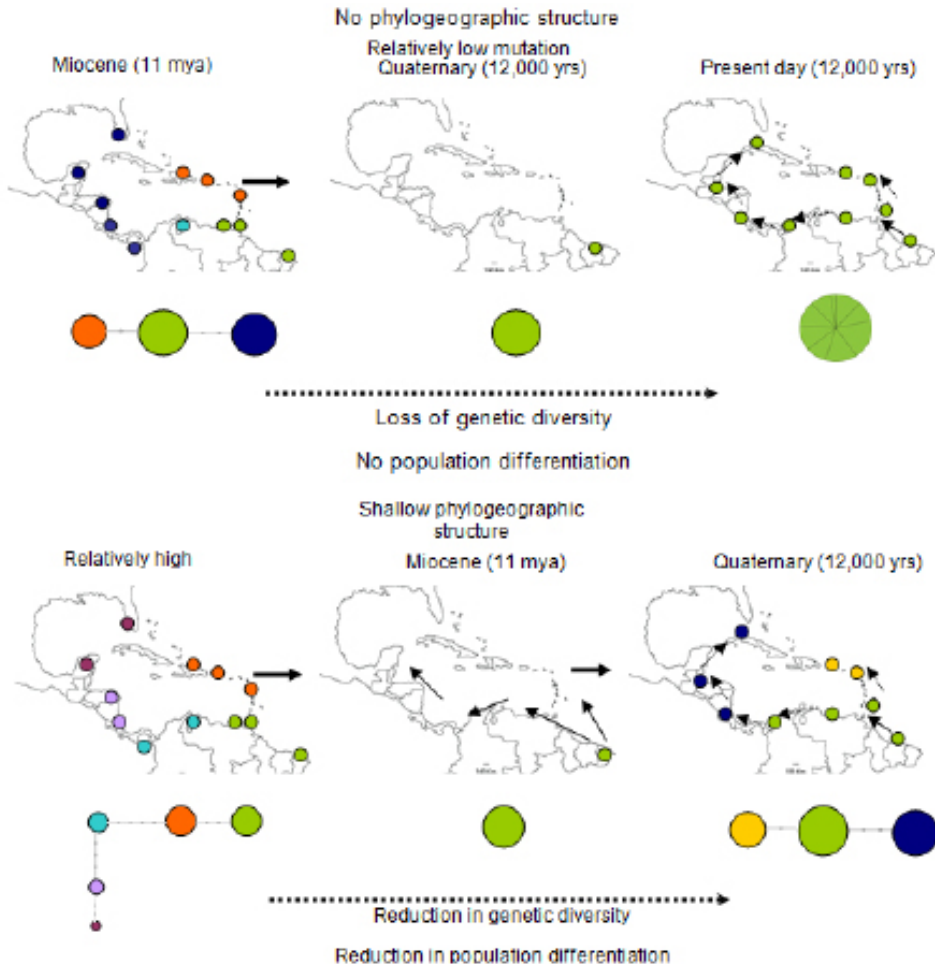 No phylogeographic structure
Relatively low mutation
Miocene (11 mya)
Quaternary (12,000 yrs)
Present day (12,000 yrs)
Loss of genetic diversity
No population differentiation
Shallow phylogeographic
structure
Relatively high
Miocene (11 mya)
Quaternary (12,000 yrs)
Reduction in genetic diversity
Reduction in population differentiation